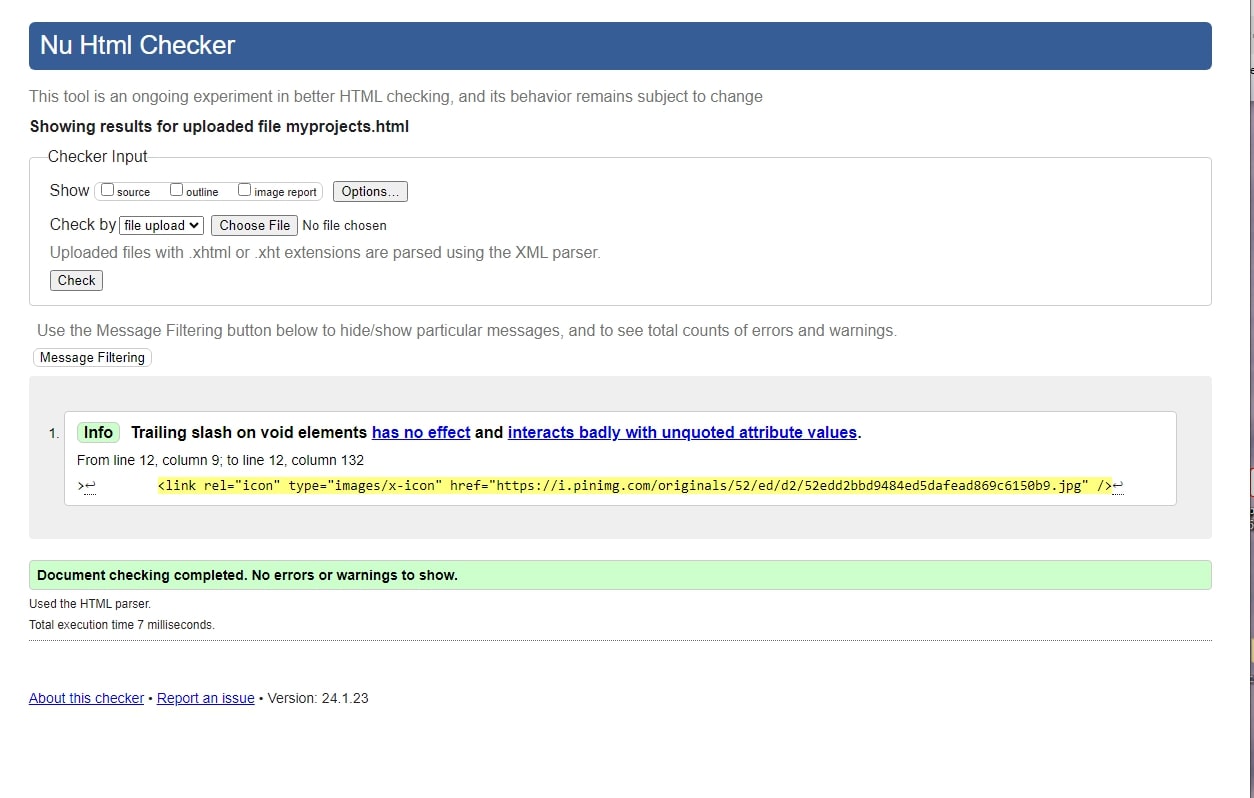 Nu Html Checker
This tool is an ongoing experiment in better HTML checking, and its behavior remains subject to change
Showing results for uploaded file myprojects.html
Checker Input
Show source outline image report Options...
Check by file upload Choose File No file chosen
Uploaded files with .xhtml or .xht extensions are parsed using the XML parser.
Check
Use the Message Filtering button below to hide/show particular messages, and to see total counts of errors and warnings.
Message Filtering
1. Info Trailing slash on void elements has no effect and interacts badly with unquoted attribute values.
From line 12, column 9; to line 12, column 132
>↩ <link rel="icon" type="images/x-icon" href="https://i.pinimg.com/originals/52/ed/d2/52edd2bbd9484ed5dafead869c6150b9.jpg" />↩
Document checking completed. No errors or warnings to show.
Used the HTML parser.
Total execution time 7 milliseconds.
About this checker • Report an issue • Version: 24.1.23